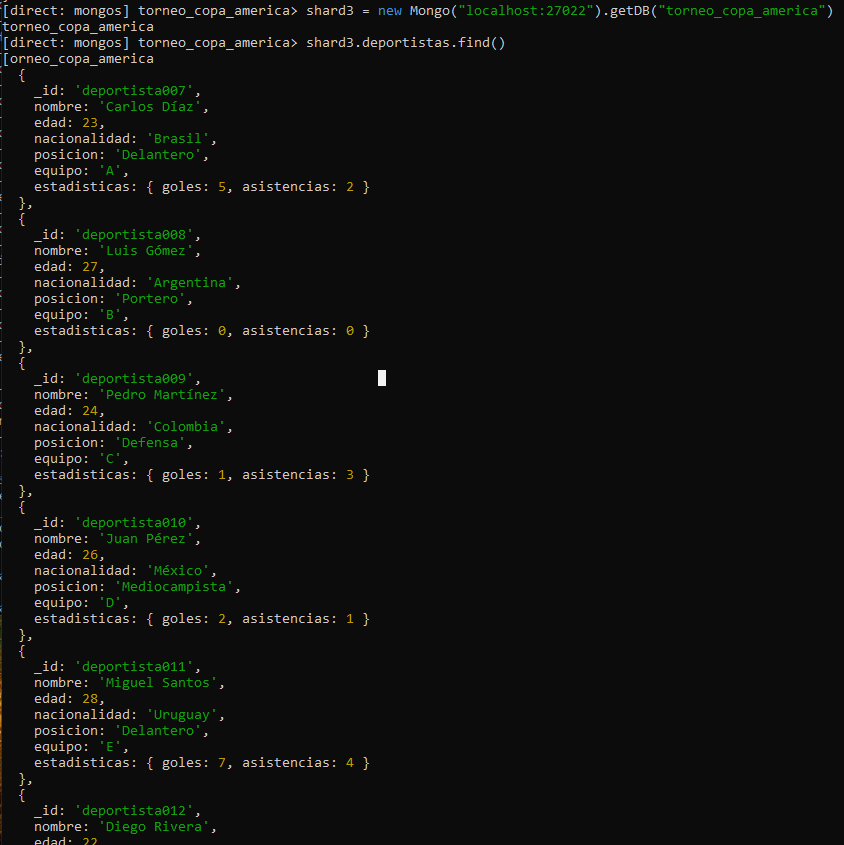 [direct: mongos] torneo_copa_america> shard3 = new Mongo("localhost:27022").getDB("torneo_copa_america")
torneo_copa_america
[direct: mongos] torneo_copa_america> shard3.deportistas.find()
[orneo_copa_america
  {
    _id: 'deportista007',
    nombre: 'Carlos Díaz',
    edad: 23,
    nacionalidad: 'Brasil',
    posicion: 'Delantero',
    equipo: 'A',
    estadisticas: { goles: 5, asistencias: 2 }
  },
  {
    _id: 'deportista008',
    nombre: 'Luis Gómez',
    edad: 27,
    nacionalidad: 'Argentina',
    posicion: 'Portero',
    equipo: 'B',
    estadisticas: { goles: 0, asistencias: 0 }
  },
  {
    _id: 'deportista009',
    nombre: 'Pedro Martínez',
    edad: 24,
    nacionalidad: 'Colombia',
    posicion: 'Defensa',
    equipo: 'C',
    estadisticas: { goles: 1, asistencias: 3 }
  },
  {
    _id: 'deportista010',
    nombre: 'Juan Pérez',
    edad: 26,
    nacionalidad: 'México',
    posicion: 'Mediocampista',
    equipo: 'D',
    estadisticas: { goles: 2, asistencias: 1 }
  },
  {
    _id: 'deportista011',
    nombre: 'Miguel Santos',
    edad: 28,
    nacionalidad: 'Uruguay',
    posicion: 'Delantero',
    equipo: 'E',
    estadisticas: { goles: 7, asistencias: 4 }
  },
  {
    _id: 'deportista012',
    nombre: 'Diego Rivera',
    edad: 22